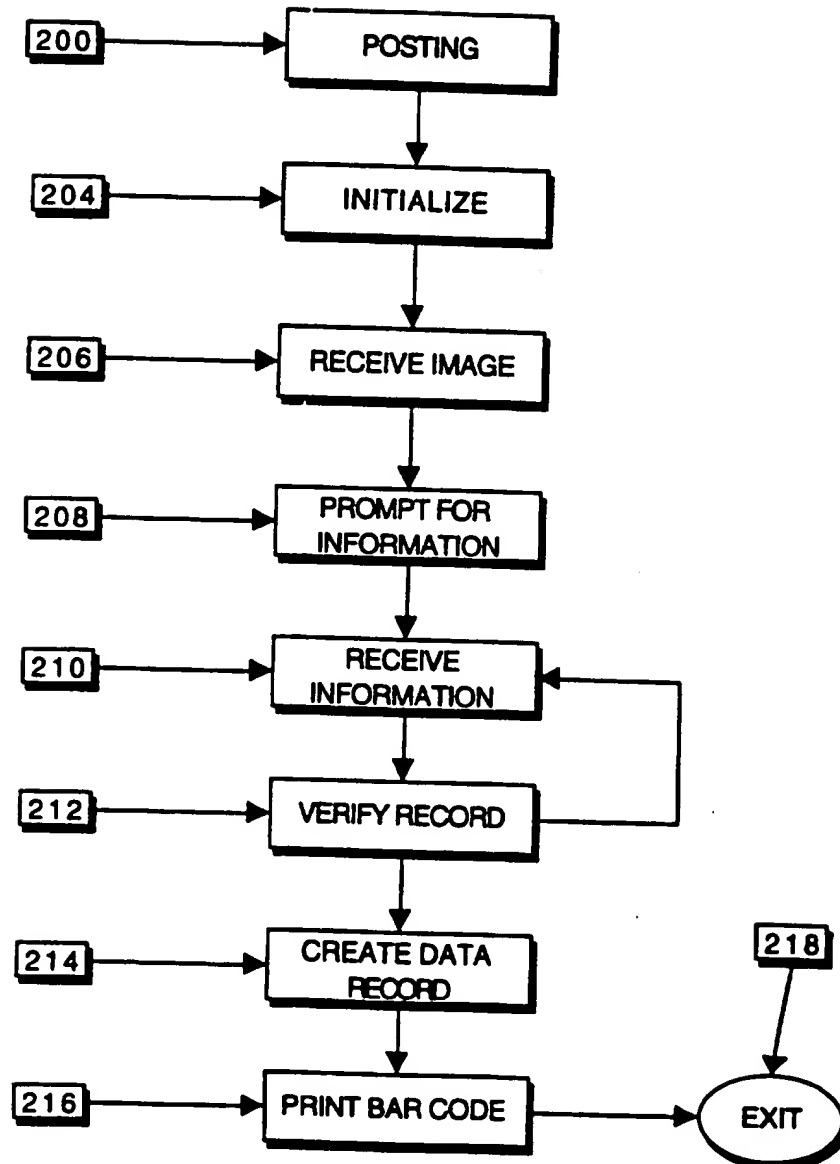 200
POSTING
204
INITIALIZE
206
RECEIVE IMAGE
208
PROMPT FOR
INFORMATION
210
RECEIVE
INFORMATION
212
VERIFY RECORD
214
CREATE DATA
RECORD
218
216
PRINT BAR CODE
EXIT